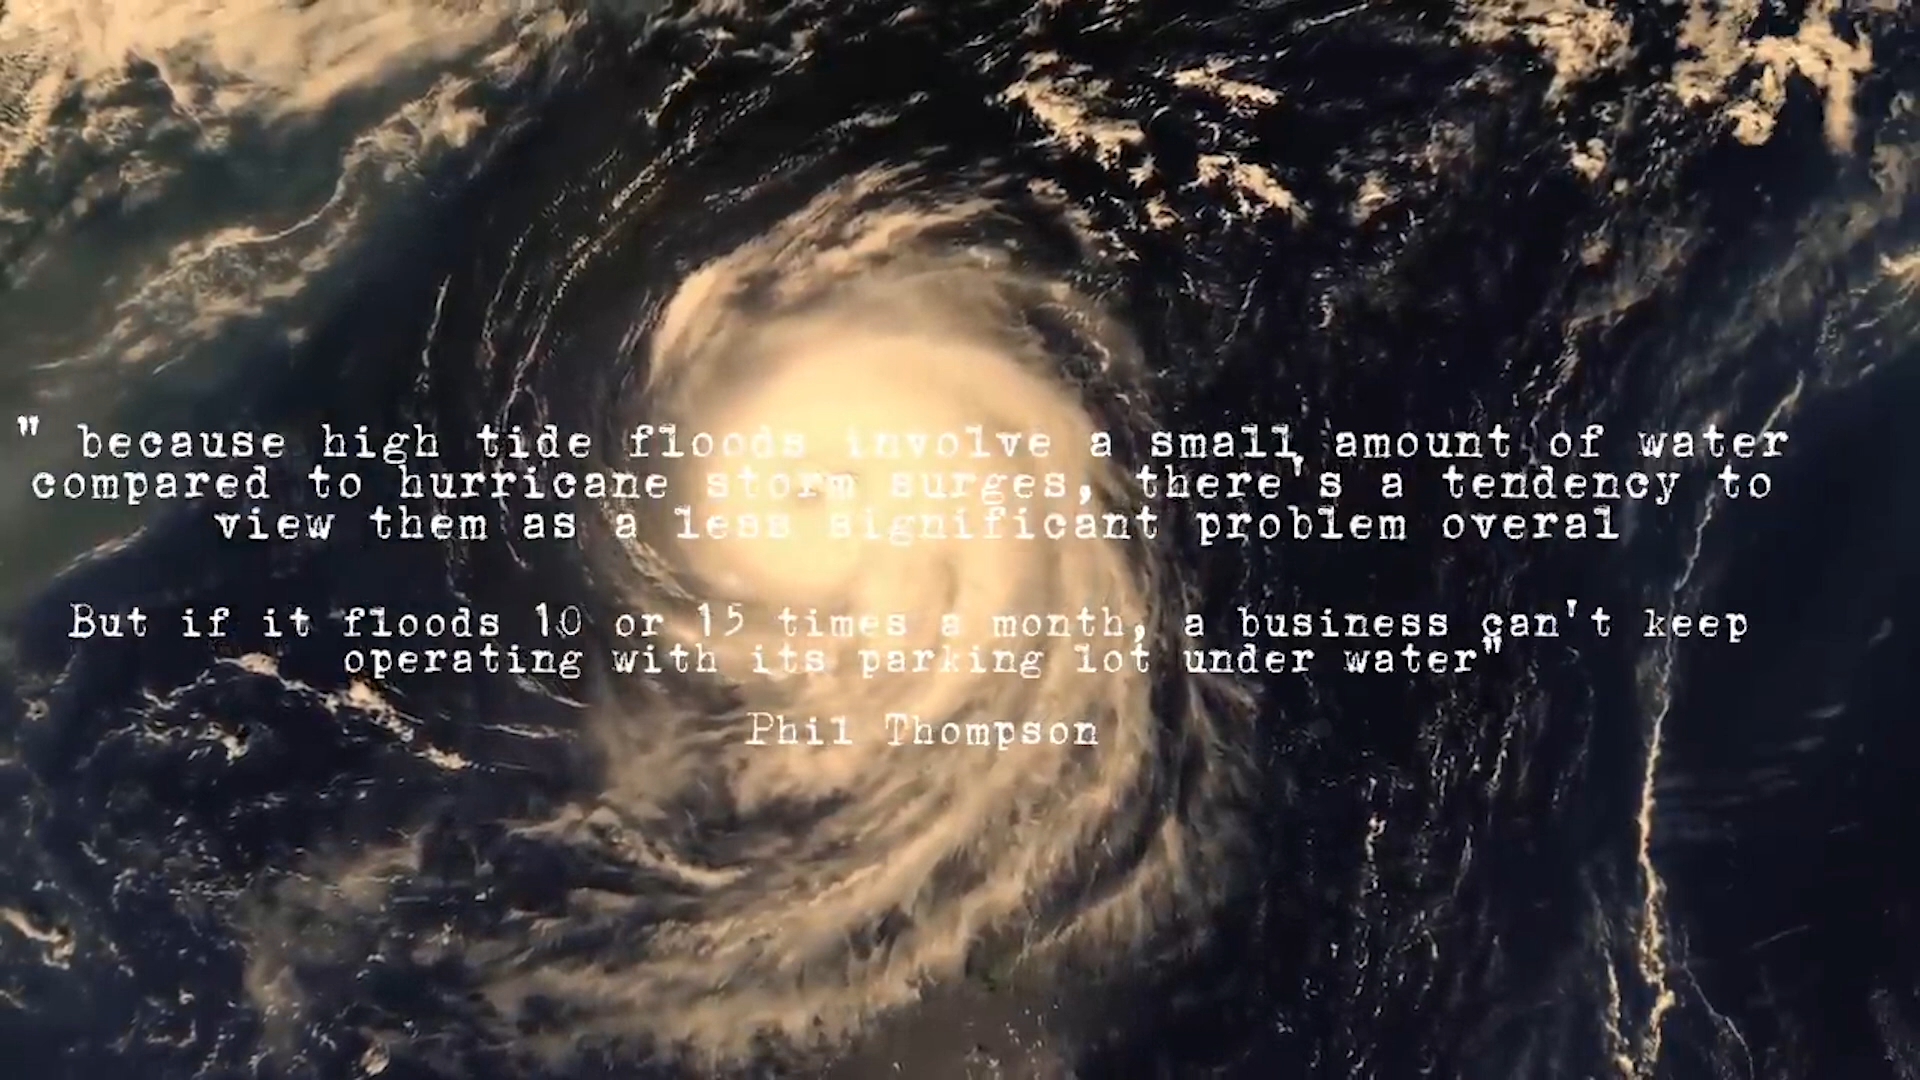 " because high tide floods involve a small amount of water
compared to hurricane storm surges, there's a tendency to
view them as a less significant problem overal
But if it floods 10 or 15 times a month, a business can't keep
operating with its parking lot under water"
Phil Thompson